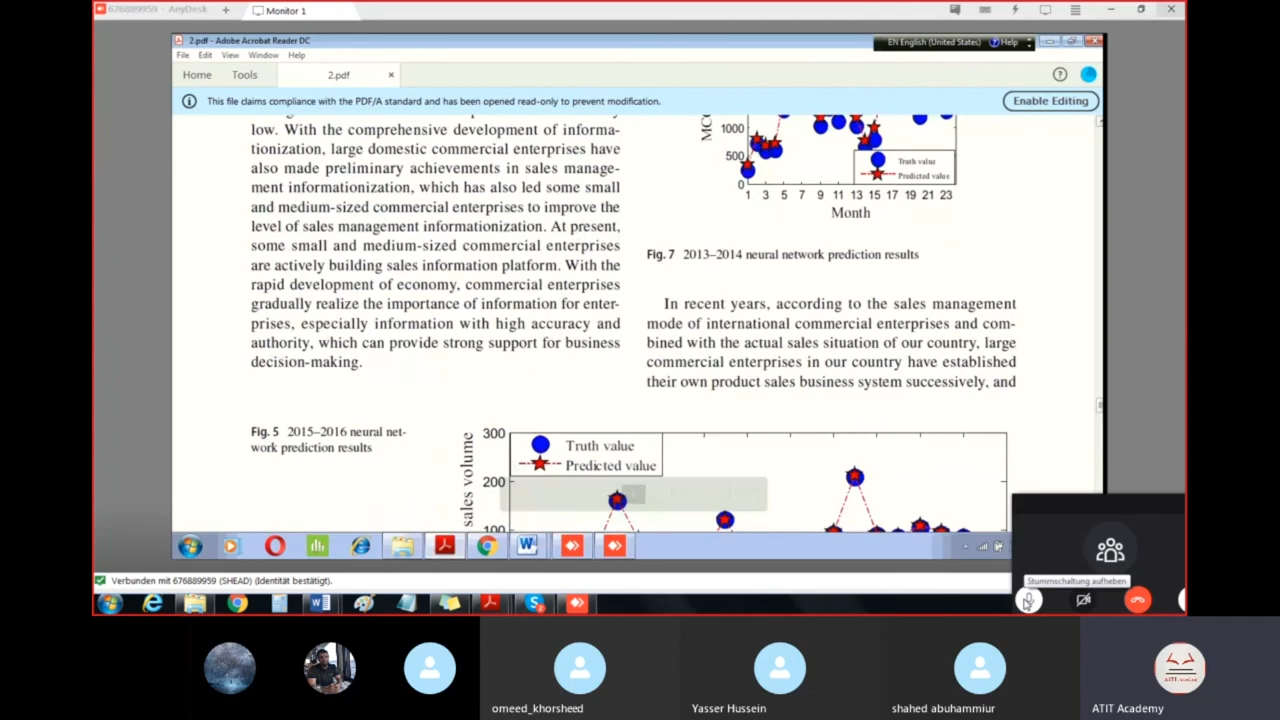 676889959 - AnyDesk
Monitor 1
2.pdf - Adobe Acrobat Reader DC
EN English (United States)
Help
File Edit View Window Help
Home Tools 2.pdf
This file claims compliance with the PDF/A standard and has been opened read-only to prevent modification.
Enable Editing
low. With the comprehensive development of informa-
tionization, large domestic commercial enterprises have
also made preliminary achievements in sales manage-
ment informationization, which has also led some small
and medium-sized commercial enterprises to improve the
level of sales management informationization. At present,
some small and medium-sized commercial enterprises
are actively building sales information platform. With the
rapid development of economy, commercial enterprises
gradually realize the importance of information for enter-
prises, especially information with high accuracy and
authority, which can provide strong support for business
decision-making.
1000
500
0
Truth value
Predicted value
1 3 5 7 9 11 13 15 17 19 21 23
Month
Fig. 7 2013–2014 neural network prediction results
In recent years, according to the sales management
mode of international commercial enterprises and com-
bined with the actual sales situation of our country, large
commercial enterprises in our country have established
their own product sales business system successively, and
Fig. 5 2015–2016 neural net-
work prediction results
sales volume
300
200
100
Truth value
Predicted value
Stummschaltung aufheben
Verbunden mit 676889959 (SHEAD) (Identität bestätigt).
omeed_khorsheed
Yasser Hussein
shahed abuhammiur
ATIT Academy